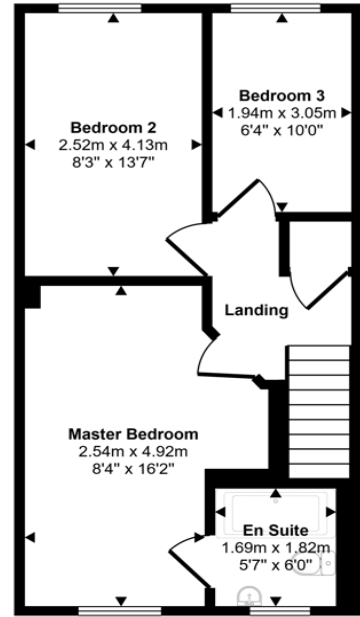 Bedroom 2
2.52m x 4.13m
8'3" x 13'7"
Bedroom 3
1.94m x 3.05m
6'4" x 10'0"
Landing
Master Bedroom
2.54m x 4.92m
8'4" x 16'2"
En Suite
1.69m x 1.82m
5'7" x 6'0"